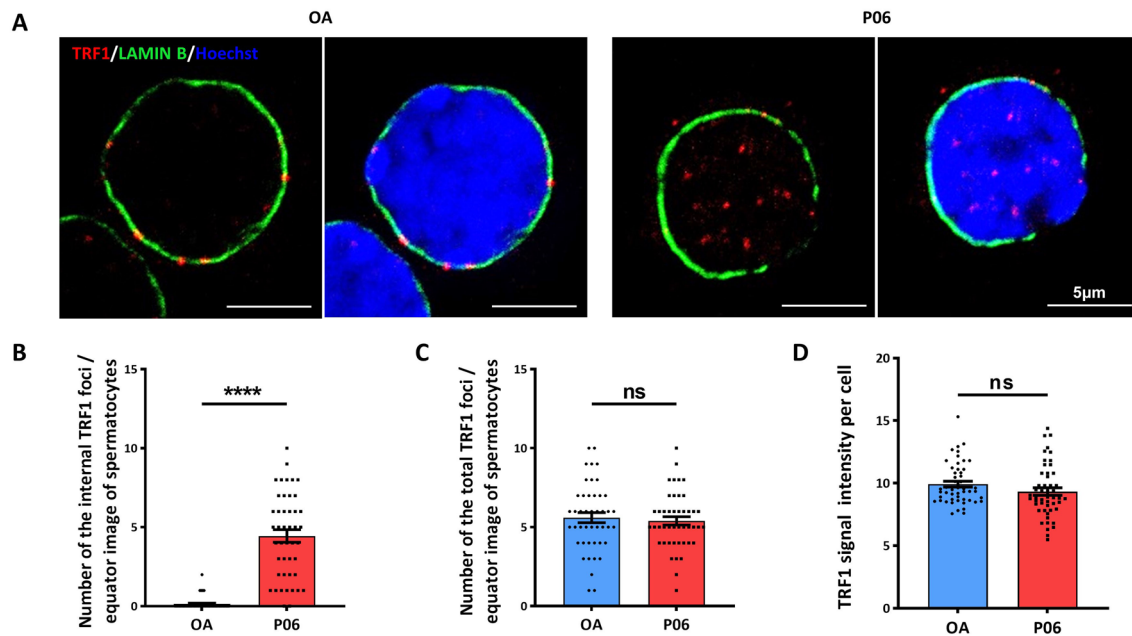 A
OA
P06
TRF1/LAMIN B/Hoechst
5μm
B
Number of the internal TRF1 foci /
equator image of spermatocytes
15
10
5
0
****
OA
P06
C
Number of the total TRF1 foci /
equator image of spermatocytes
15
10
5
0
ns
OA
P06
D
TRF1 signal intensity per cell
20
15
10
5
0
ns
OA
P06